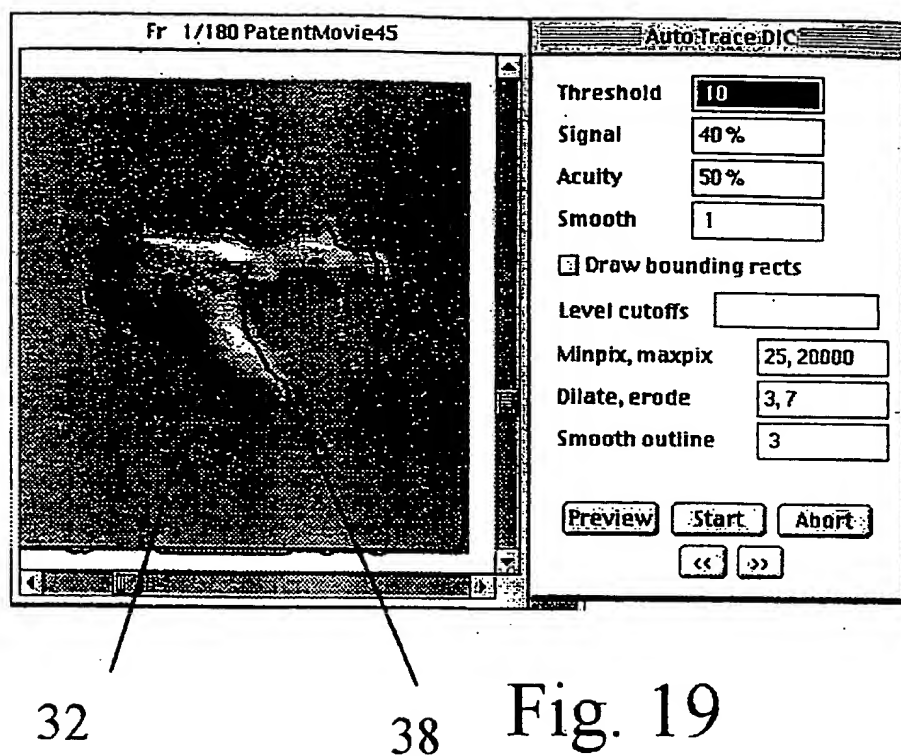 Fr 1/180 PatentMovie45
Auto Trace DIC
Threshold 10
Signal 40%
Acuity 50%
Smooth 1
Draw bounding rects
Level cutoffs
Minpix, maxpix 25, 20000
Dilate, erode 3, 7
Smooth outline 3
Preview Start Abort
<< >>
32
38
Fig. 19